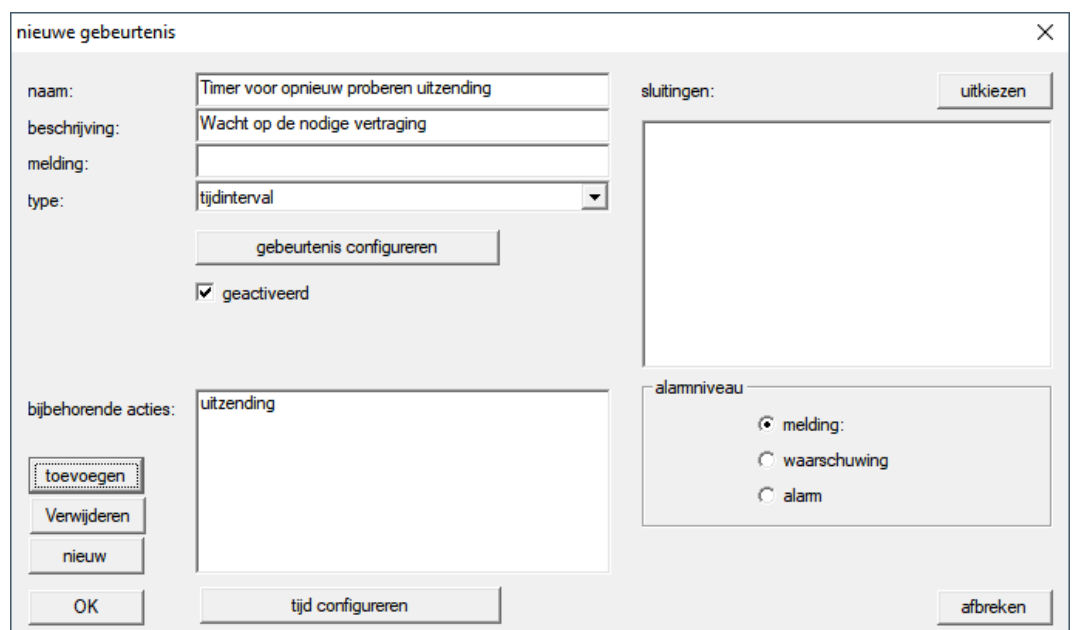 nieuwe gebeurtenis
naam:
Timer voor opnieuw proberen uitzending
beschrijving:
Wacht op de nodige vertraging
melding:
type:
tijdinterval
gebeurtenis configureren
geactiveerd
bijbehorende acties:
uitzending
toevoegen
Verwijderen
nieuw
OK
tijd configureren
sluitingen:
uitkiezen
alarmniveau
melding:
waarschuwing
alarm
afbreken